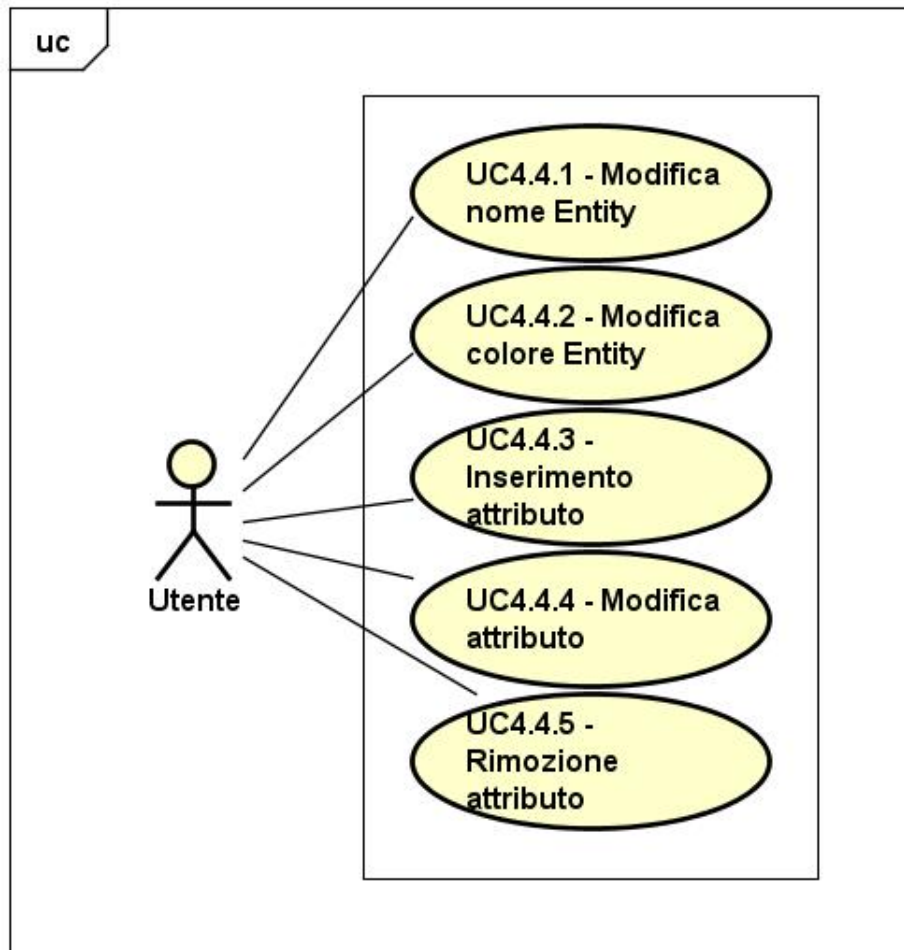 uc
UC4.4.1 - Modifica
nome Entity
UC4.4.2 - Modifica
colore Entity
UC4.4.3 -
Inserimento
attributo
Utente
UC4.4.4 - Modifica
attributo
UC4.4.5 -
Rimozione
attributo